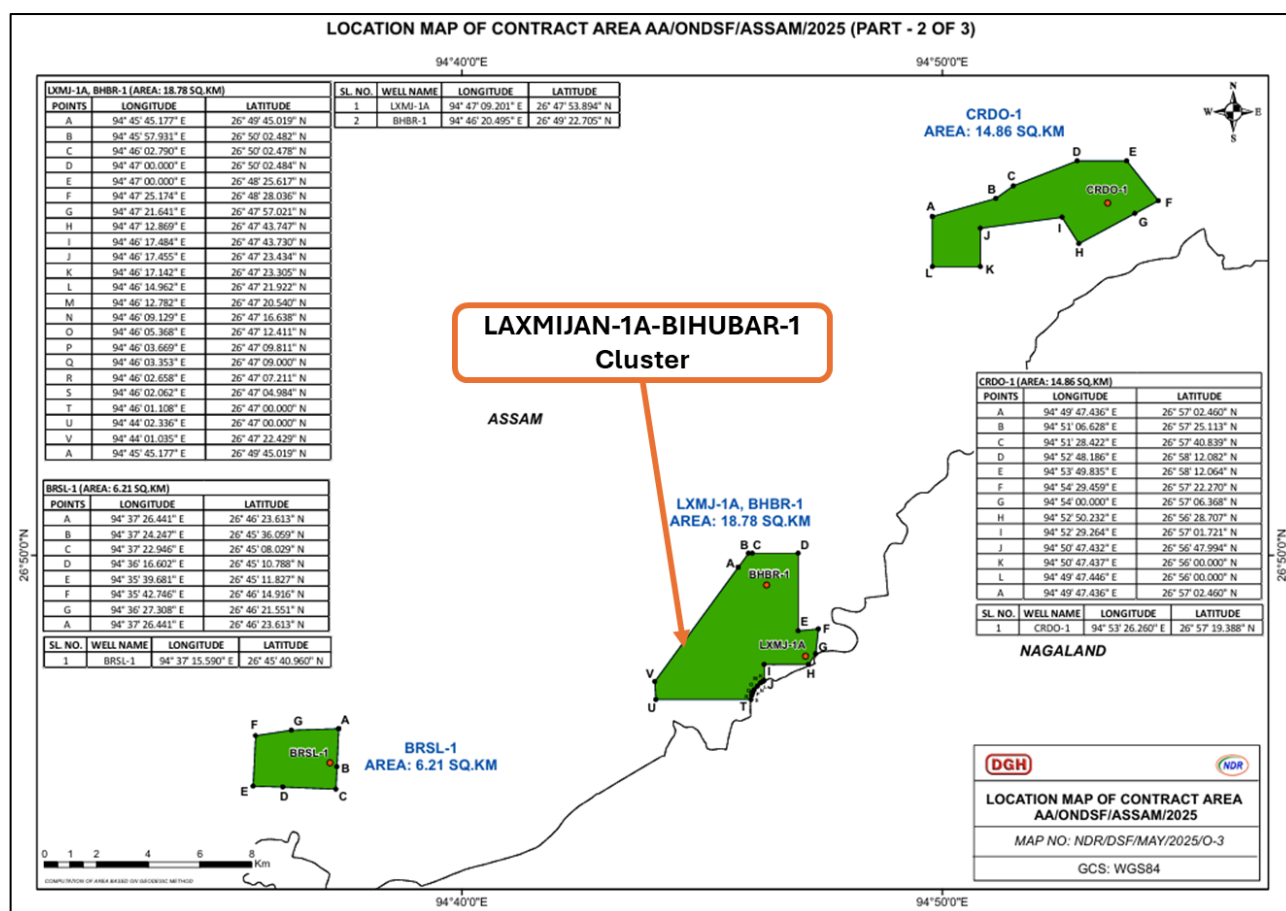 LOCATION MAP OF CONTRACT AREA AA/ONDSF/ASSAM/2025 (PART - 2 OF 3)
94°40'0"E 94°50'0"E
LXMJ-1A, BHBR-1 (AREA: 18.78 SQ.KM)
POINTS LONGITUDE LATITUDE
A 94° 45' 45.177" E 26° 49' 45.019" N
B 94° 45' 57.931" E 26° 50' 02.482" N
C 94° 46' 02.790" E 26° 50' 02.478" N
D 94° 47' 00.000" E 26° 50' 02.484" N
E 94° 47' 00.000" E 26° 48' 25.617" N
F 94° 47' 25.174" E 26° 48' 28.036" N
G 94° 47' 21.641" E 26° 47' 57.021" N
H 94° 47' 12.869" E 26° 47' 43.747" N
I 94° 46' 17.484" E 26° 47' 43.730" N
J 94° 46' 17.455" E 26° 47' 23.434" N
K 94° 46' 17.142" E 26° 47' 23.305" N
L 94° 46' 14.962" E 26° 47' 21.922" N
M 94° 46' 12.782" E 26° 47' 20.540" N
N 94° 46' 09.129" E 26° 47' 16.638" N
O 94° 46' 05.368" E 26° 47' 12.411" N
P 94° 46' 03.669" E 26° 47' 09.811" N
Q 94° 46' 03.353" E 26° 47' 09.000" N
R 94° 46' 02.658" E 26° 47' 07.211" N
S 94° 46' 02.062" E 26° 47' 04.984" N
T 94° 46' 01.108" E 26° 47' 00.000" N
U 94° 44' 02.336" E 26° 47' 00.000" N
V 94° 44' 01.035" E 26° 47' 22.429" N
A 94° 45' 45.177" E 26° 49' 45.019" N
SL. NO. WELL NAME LONGITUDE LATITUDE
1 LXMJ-1A 94° 47' 09.201" E 26° 47' 53.894" N
2 BHBR-1 94° 46' 20.495" E 26° 49' 22.705" N
N
W E
S
CRDO-1
AREA: 14.86 SQ.KM
D E
C
B CRDO-1 F
A G
I
J
H
L K
LAXMIJAN-1A-BIHUBAR-1
Cluster
ASSAM
CRDO-1 (AREA: 14.86 SQ.KM)
POINTS LONGITUDE LATITUDE
A 94° 49' 47.436" E 26° 57' 02.460" N
B 94° 51' 06.628" E 26° 57' 25.113" N
C 94° 51' 28.422" E 26° 57' 40.839" N
D 94° 52' 48.186" E 26° 58' 12.082" N
E 94° 53' 49.835" E 26° 58' 12.064" N
F 94° 54' 29.459" E 26° 57' 22.270" N
G 94° 54' 00.000" E 26° 57' 06.368" N
H 94° 52' 50.232" E 26° 56' 28.707" N
I 94° 52' 29.264" E 26° 57' 01.721" N
J 94° 50' 47.432" E 26° 56' 47.994" N
K 94° 50' 47.437" E 26° 56' 00.000" N
L 94° 49' 47.446" E 26° 56' 00.000" N
A 94° 49' 47.436" E 26° 57' 02.460" N
SL. NO. WELL NAME LONGITUDE LATITUDE
1 CRDO-1 94° 53' 26.260" E 26° 57' 19.388" N
NAGALAND
BRSL-1 (AREA: 6.21 SQ.KM)
POINTS LONGITUDE LATITUDE
A 94° 37' 26.441" E 26° 46' 23.613" N
B 94° 37' 24.247" E 26° 45' 36.059" N
C 94° 37' 22.946" E 26° 45' 08.029" N
D 94° 36' 16.602" E 26° 45' 10.788" N
E 94° 35' 39.681" E 26° 45' 11.827" N
F 94° 35' 42.746" E 26° 46' 14.916" N
G 94° 36' 27.308" E 26° 46' 21.551" N
A 94° 37' 26.441" E 26° 46' 23.613" N
SL. NO. WELL NAME LONGITUDE LATITUDE
1 BRSL-1 94° 37' 15.590" E 26° 45' 40.960" N
LXMJ-1A, BHBR-1
AREA: 18.78 SQ.KM
26°50'0"N 26°50'0"N
B C D
A
BHBR-1
E F
LXMJ-1A G
I H
V J
U T
F G A
BRSL-1
B
E D C
BRSL-1
AREA: 6.21 SQ.KM
DGH NDR
LOCATION MAP OF CONTRACT AREA
AA/ONDSF/ASSAM/2025
MAP NO: NDR/DSF/MAY/2025/O-3
GCS: WGS84
0 1 2 4 6 8
Km
COMPUTATION OF AREA BASED ON GEODESIC METHOD
94°40'0"E 94°50'0"E